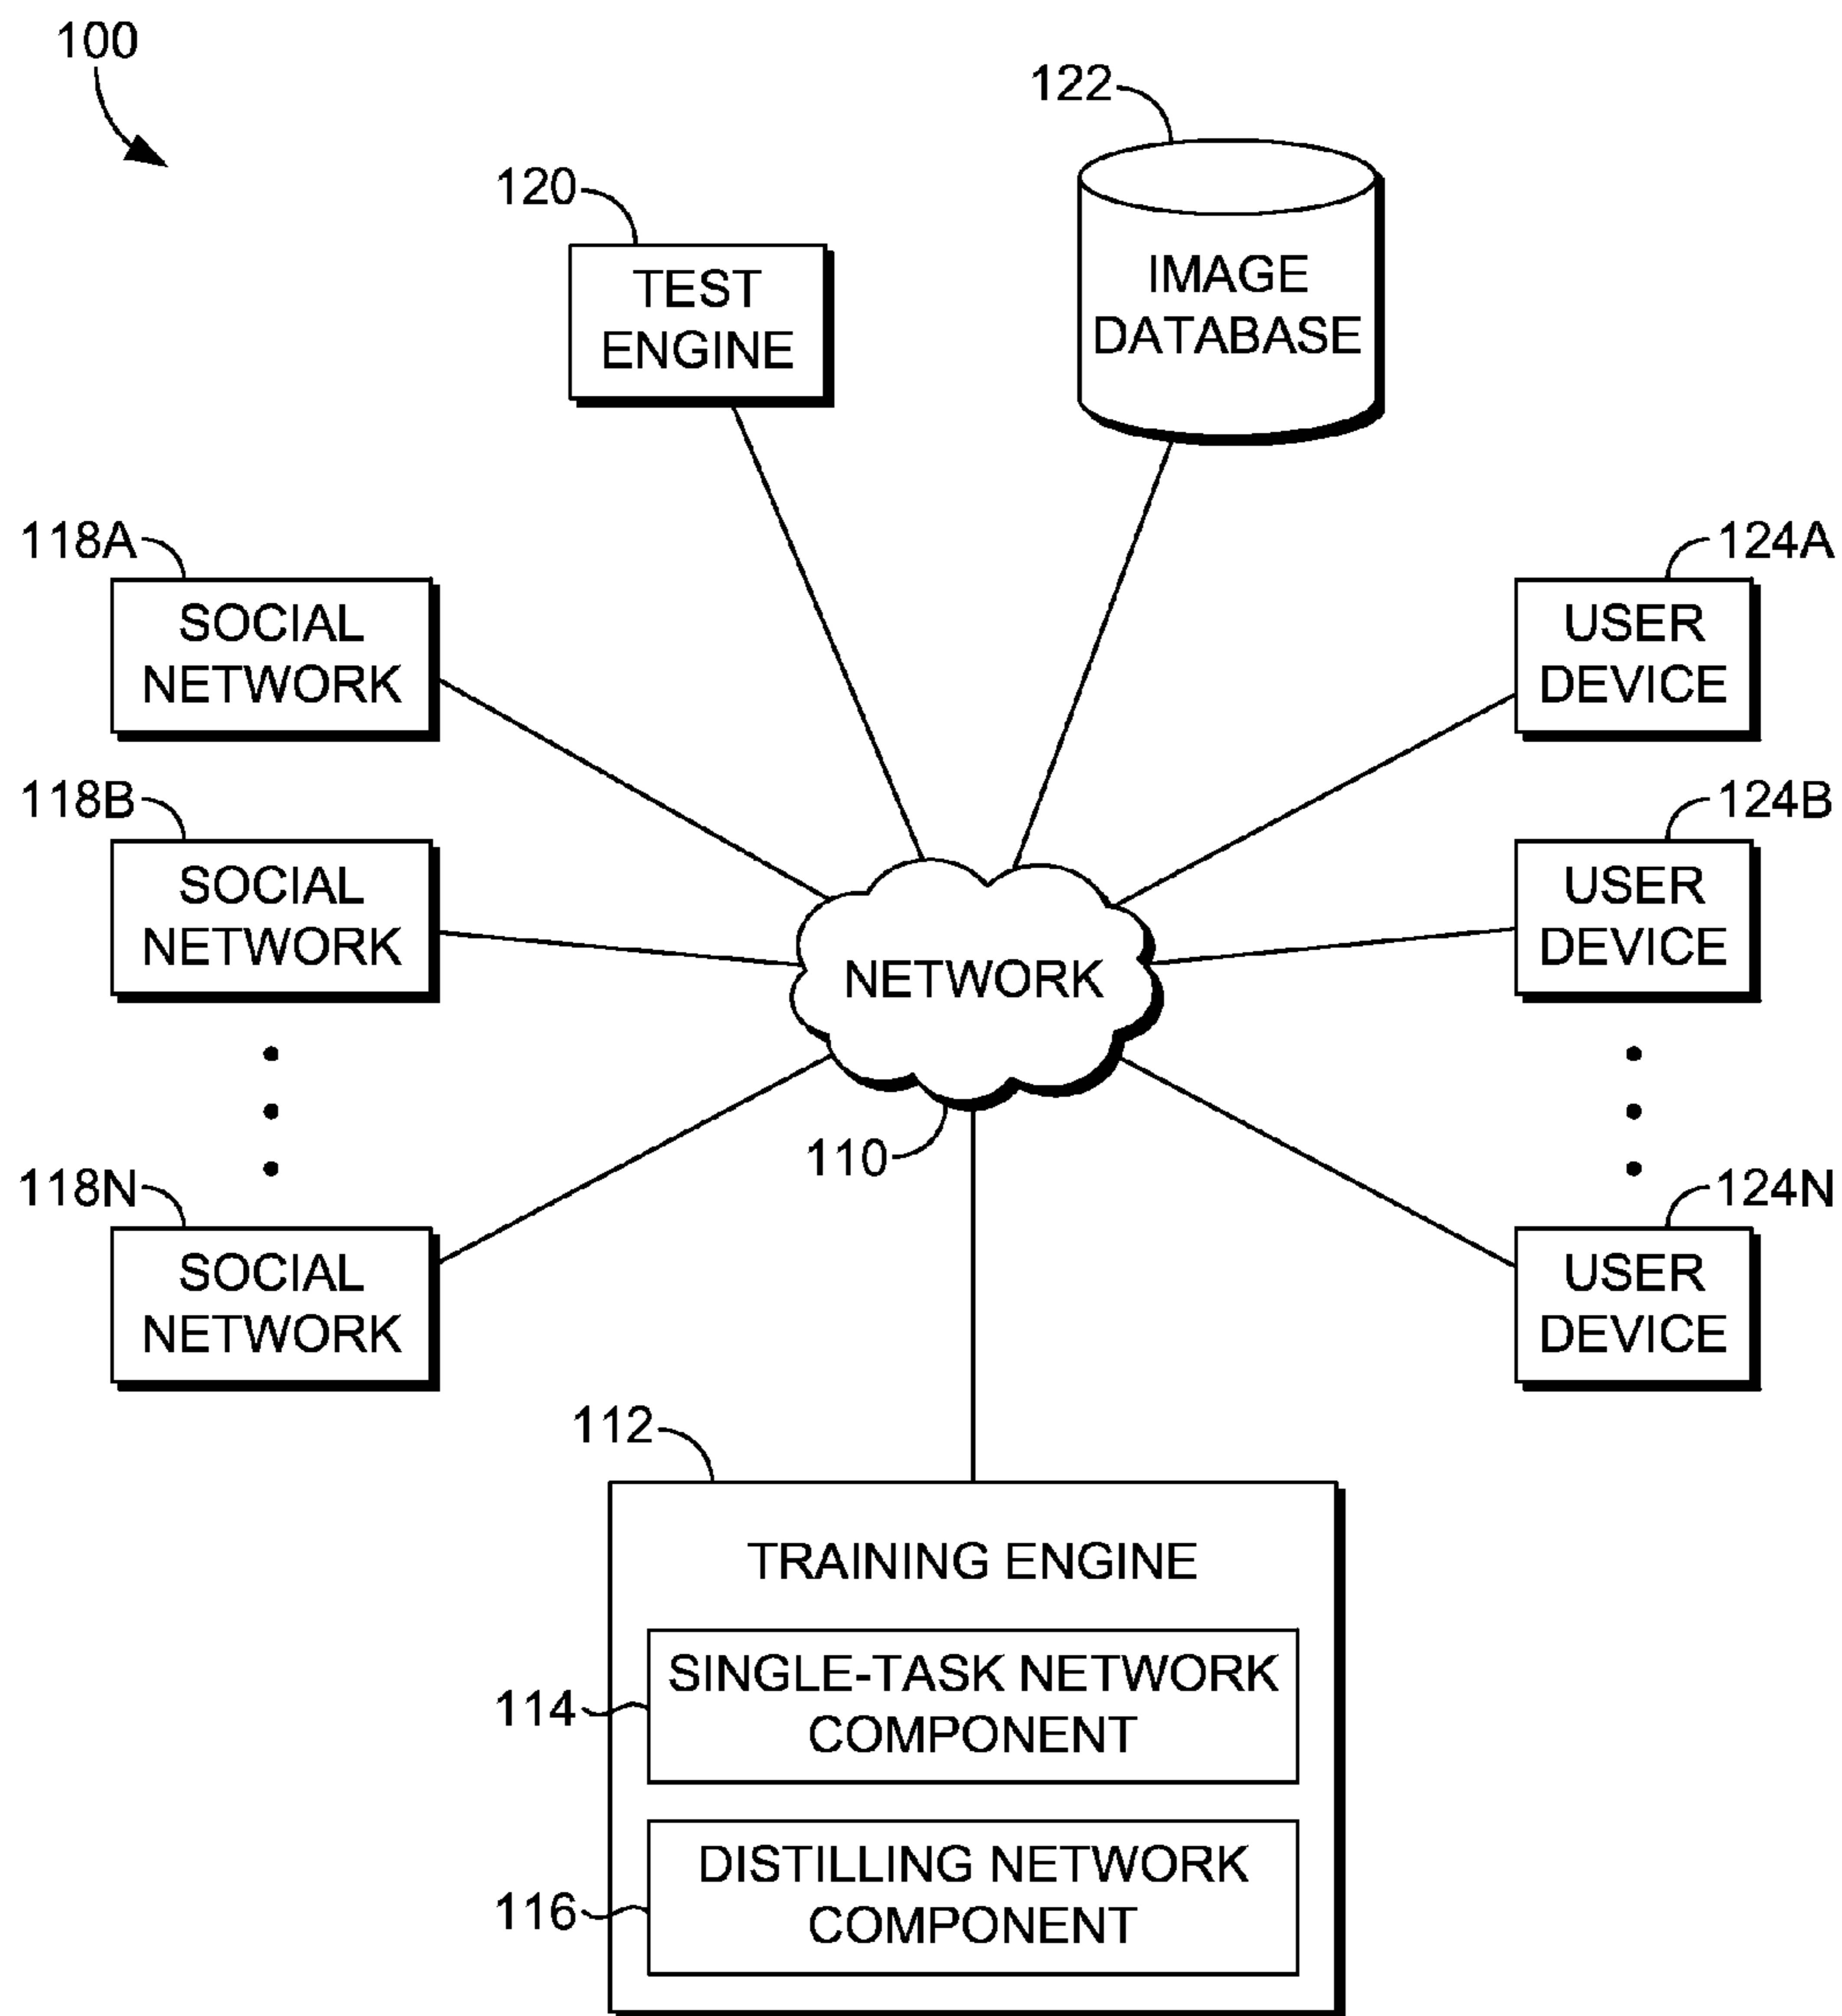 100
122
120
TEST
ENGINE
IMAGE
DATABASE
118A
SOCIAL
NETWORK
124A
USER
DEVICE
118B
SOCIAL
NETWORK
124B
USER
DEVICE
NETWORK
110
118N
SOCIAL
NETWORK
124N
USER
DEVICE
112
TRAINING ENGINE
114
SINGLE-TASK NETWORK
COMPONENT
116
DISTILLING NETWORK
COMPONENT